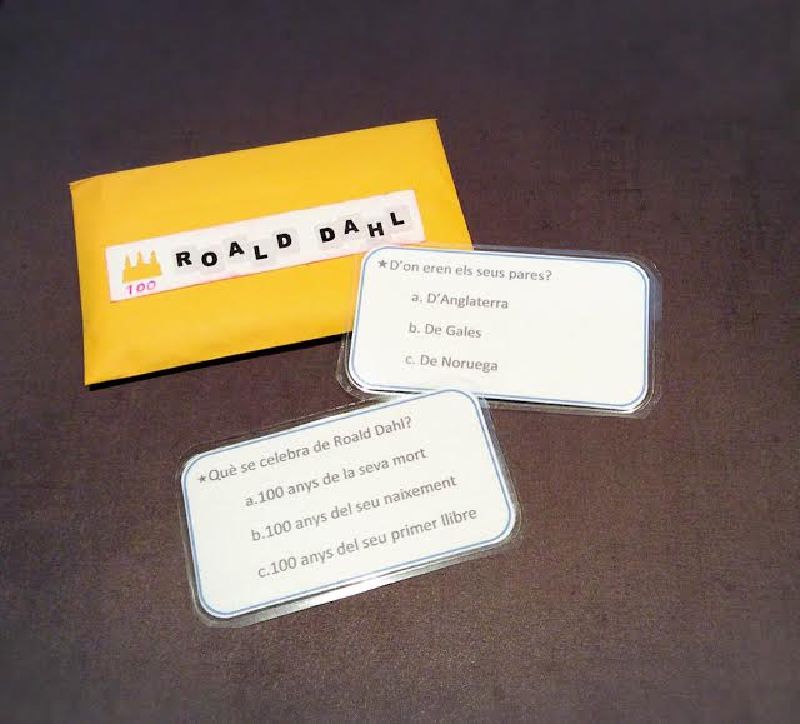 ROALD DAHL
100
★ D'on eren els seus pares?
a. D'Anglaterra
b. De Gales
c. De Noruega
★ Què se celebra de Roald Dahl?
a.100 anys de la seva mort
b.100 anys del seu naixement
c.100 anys del seu primer llibre